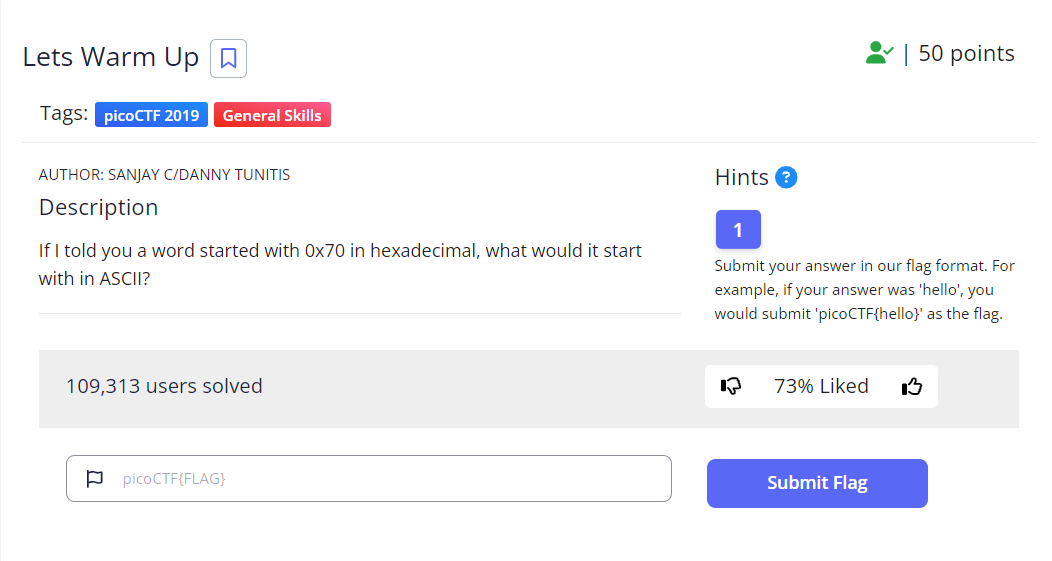 Lets Warm Up
| 50 points
Tags: picoCTF 2019 General Skills
AUTHOR: SANJAY C/DANNY TUNITIS
Description
If I told you a word started with 0x70 in hexadecimal, what would it start
with in ASCII?
Hints ?
1
Submit your answer in our flag format. For
example, if your answer was 'hello', you
would submit 'picoCTF{hello}' as the flag.
109,313 users solved
73% Liked
picoCTF{FLAG}
Submit Flag